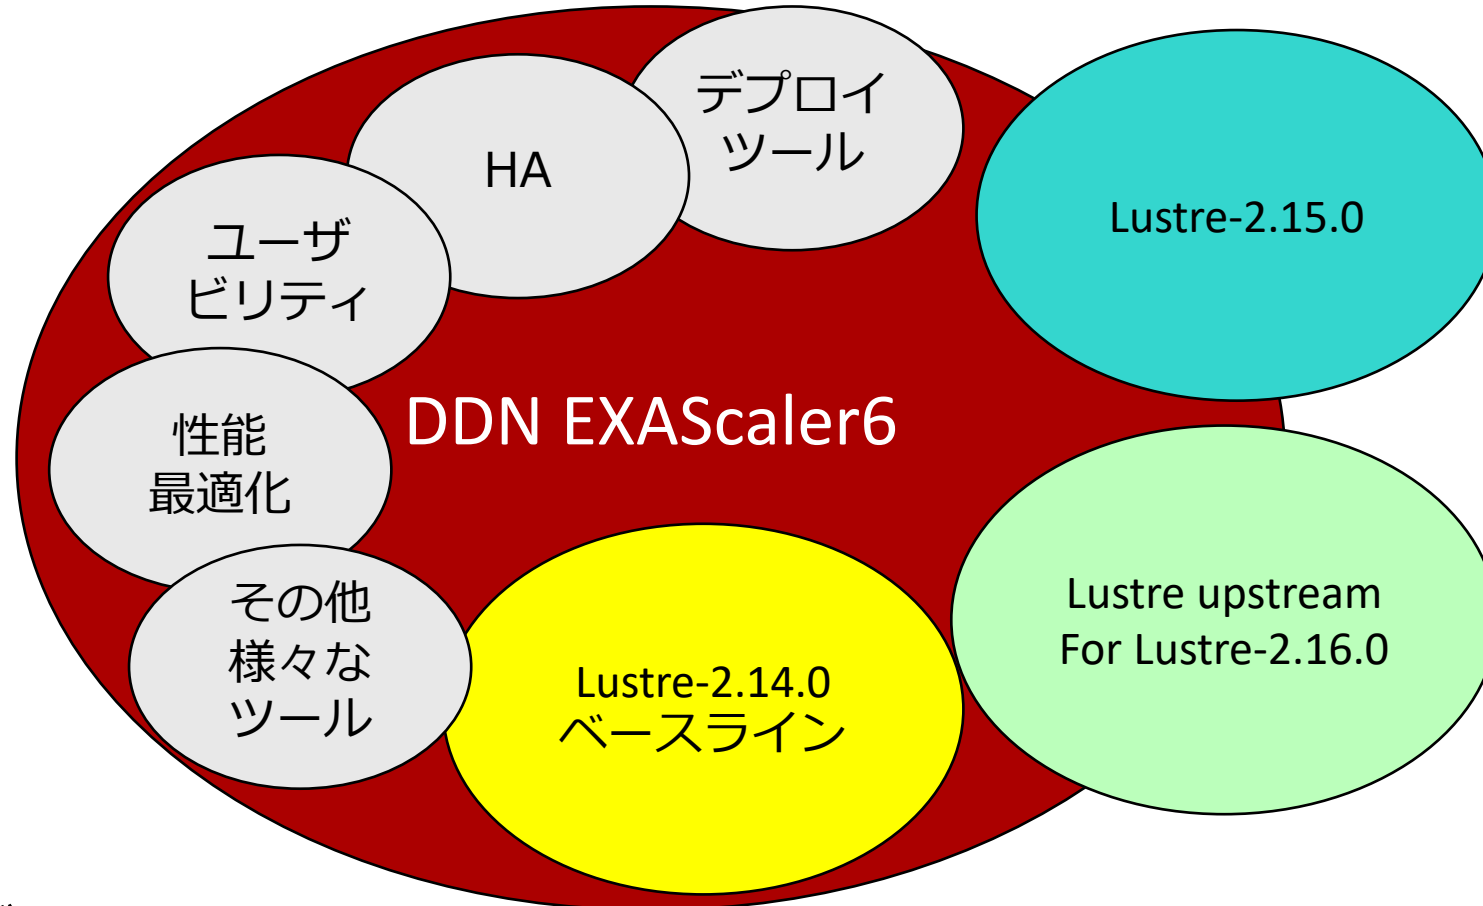 デプロイ
ツール
HA
Lustre-2.15.0
ユーザ
ビリティ
DDN EXAScaler6
性能
最適化
その他
様々な
ツール
Lustre-2.14.0
ベースライン
Lustre upstream
For Lustre-2.16.0